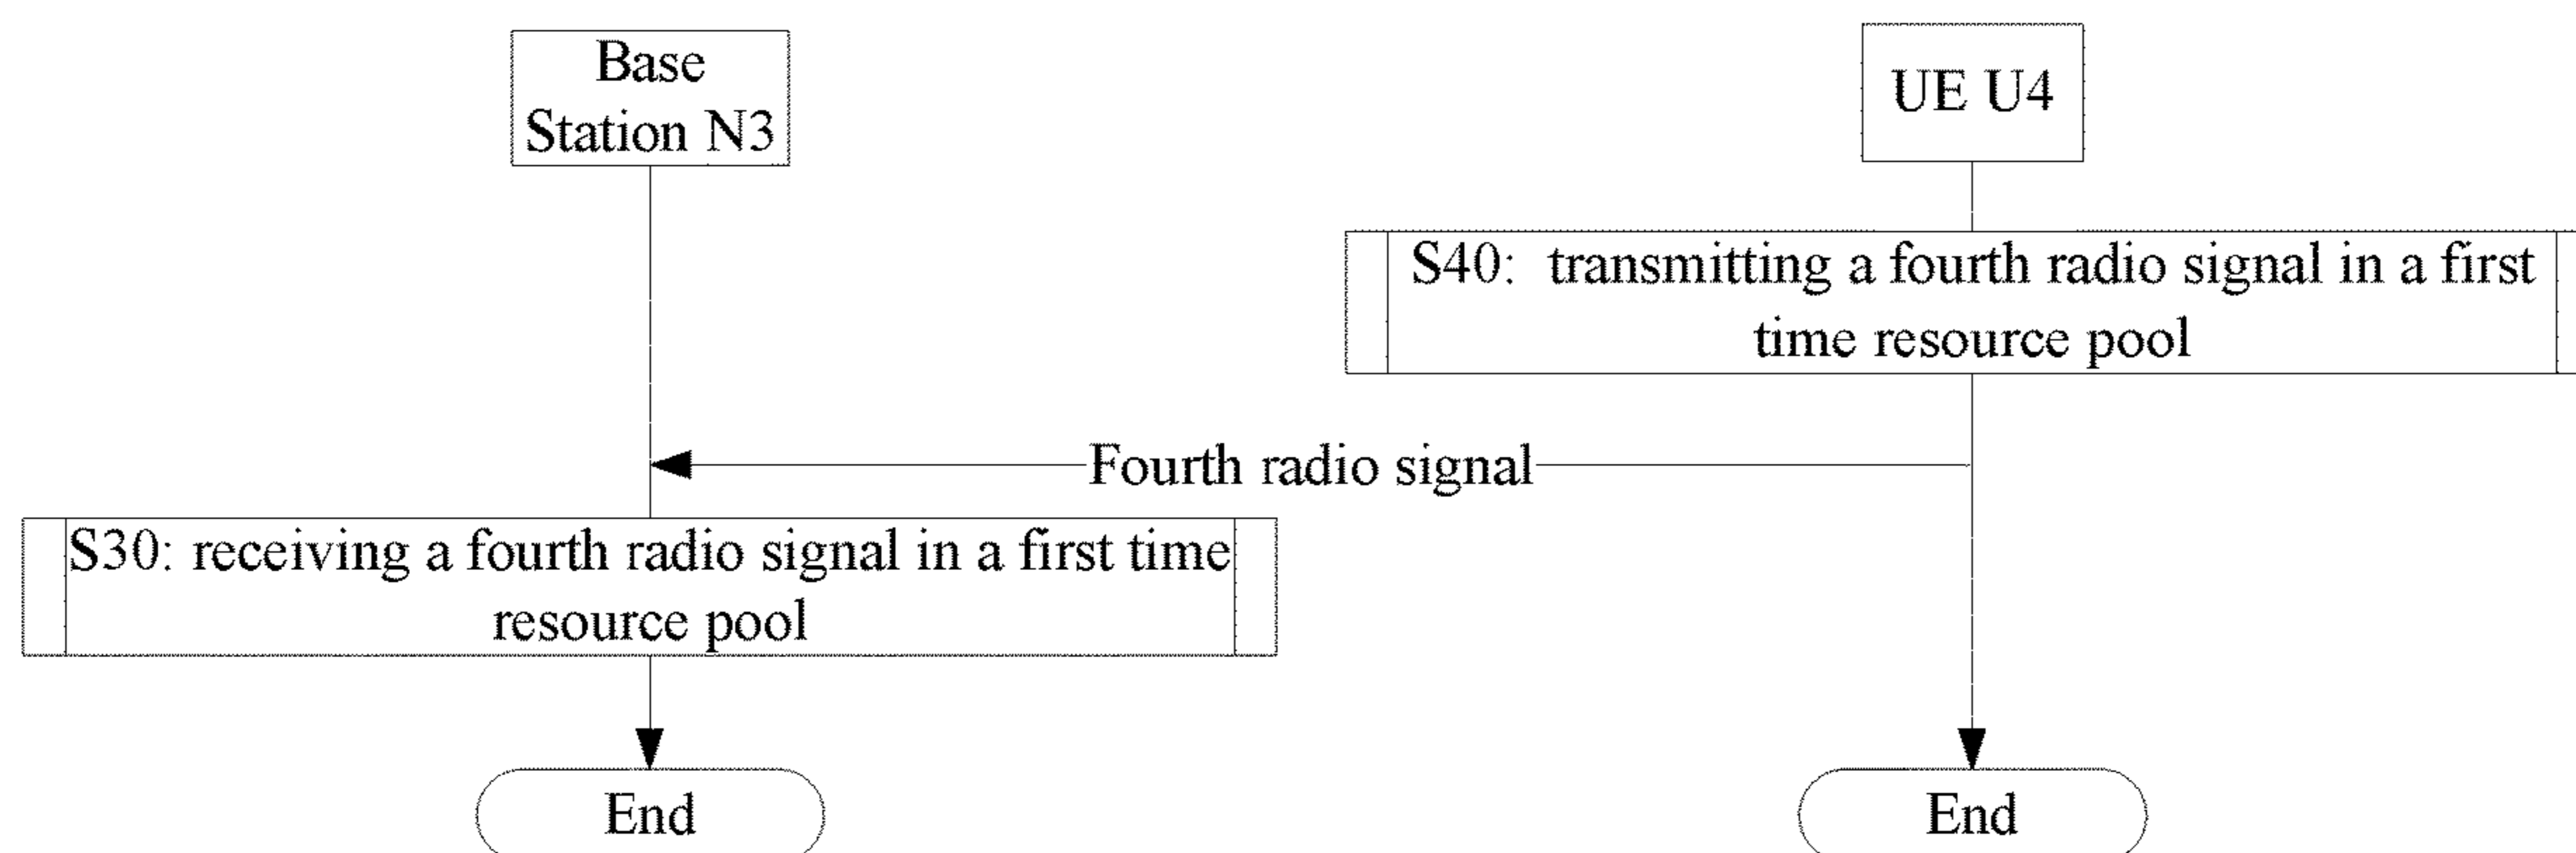 Base
Station N3
UE U4
S40: transmitting a fourth radio signal in a first
time resource pool
Fourth radio signal
S30: receiving a fourth radio signal in a first time
resource pool
End
End